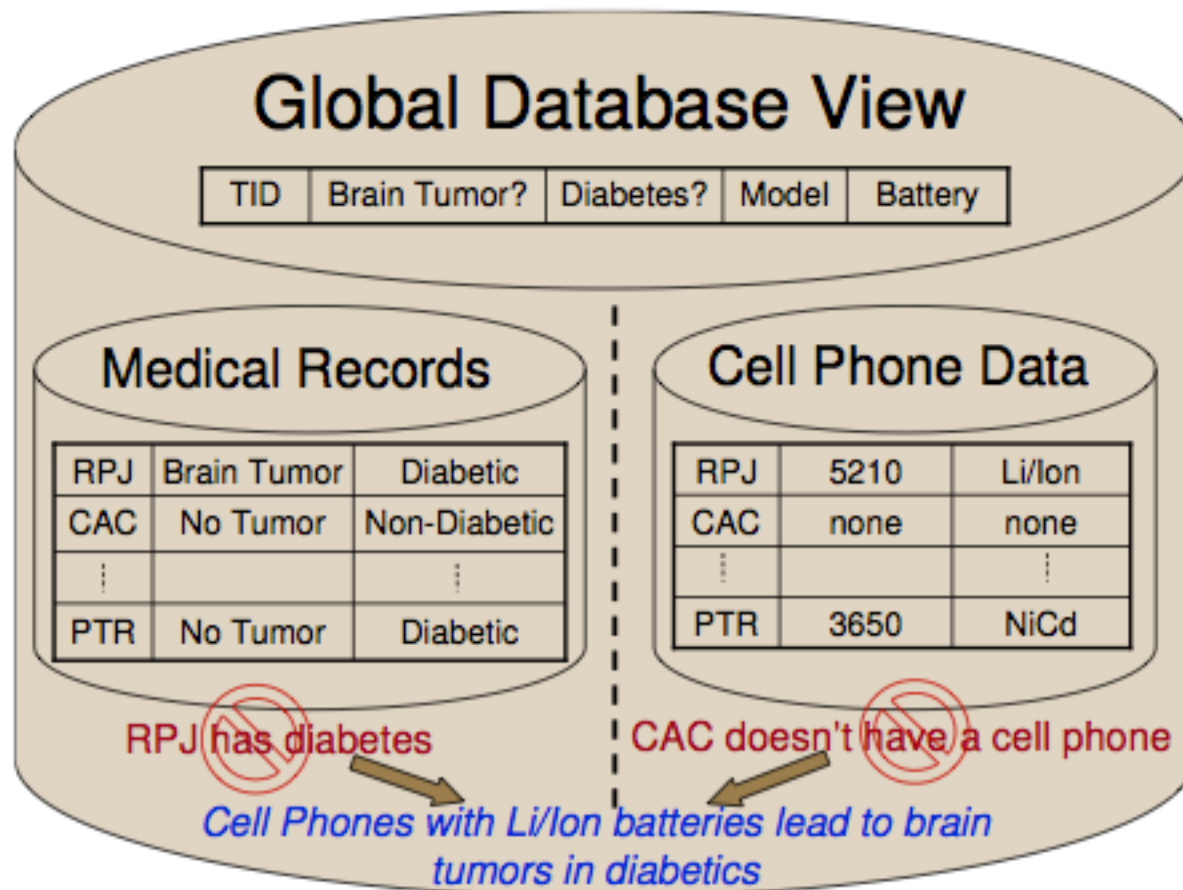 Global Database View
TID Brain Tumor? Diabetes? Model Battery
Medical Records
RPJ Brain Tumor Diabetic
CAC No Tumor Non-Diabetic
PTR No Tumor Diabetic
RPJ has diabetes
Cell Phone Data
RPJ 5210 Li/Ion
CAC none none
PTR 3650 NiCd
CAC doesn't have a cell phone
Cell Phones with Li/Ion batteries lead to brain
tumors in diabetics